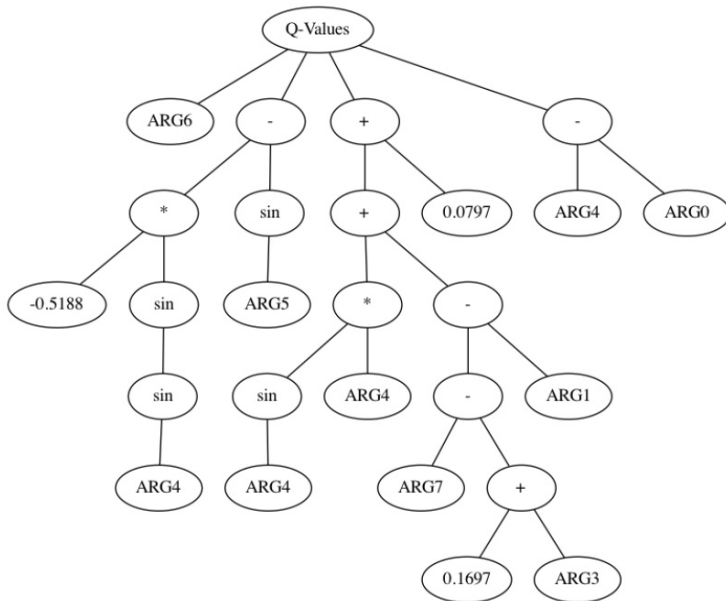 Q-Values
ARG6 - + -
* sin + 0.0797 ARG4 ARG0
-0.5188 sin ARG5 * -
sin sin ARG4 - ARG1
ARG4 ARG4 ARG7 +
0.1697 ARG3